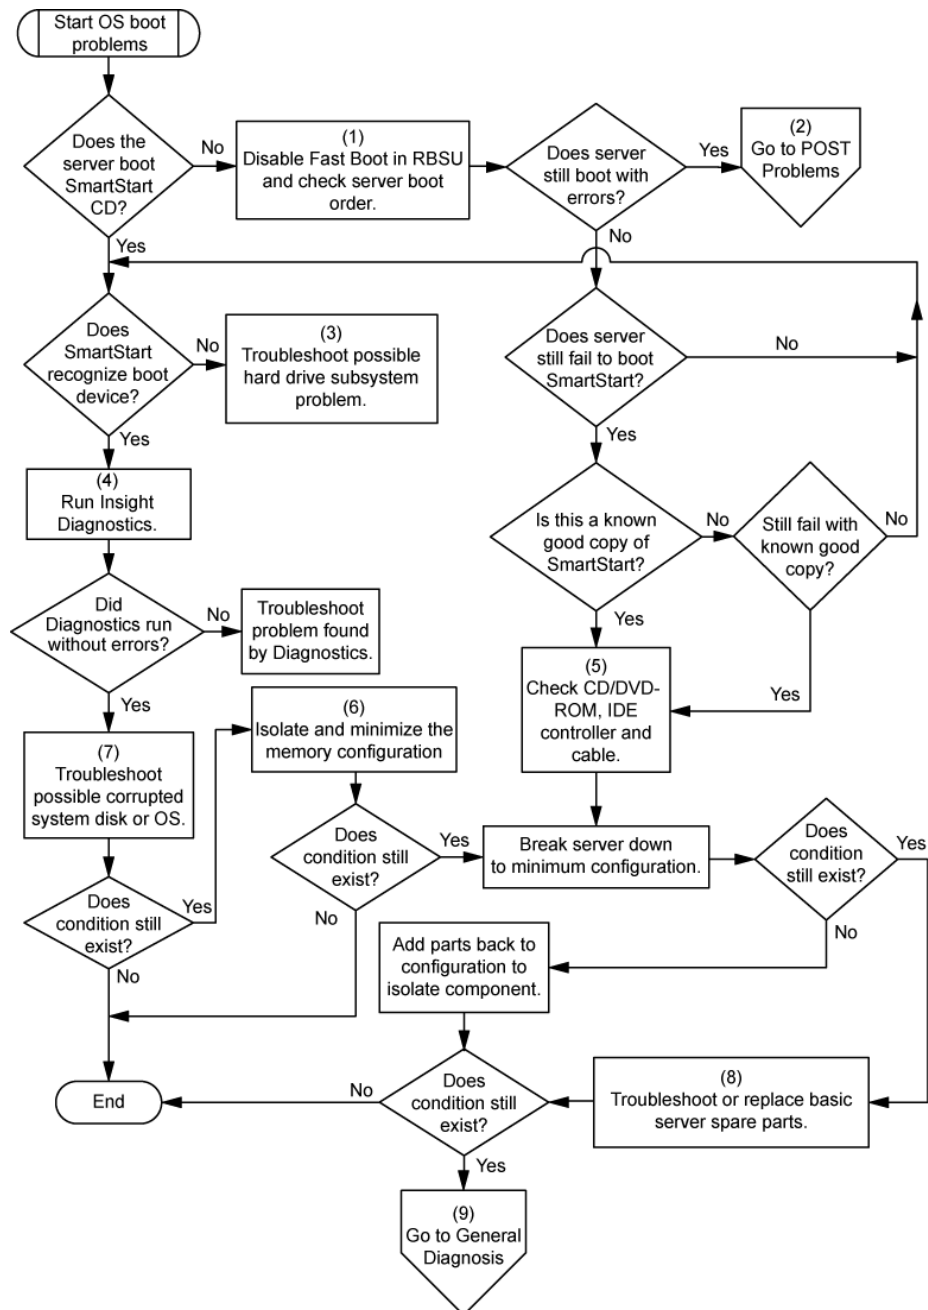 Start OS boot
problems
Does the
server boot
SmartStart
CD?
No
(1)
Disable Fast Boot in RBSU
and check server boot
order.
Does server
still boot with
errors?
Yes
(2)
Go to POST
Problems
Yes
No
Does
SmartStart
recognize boot
device?
No
(3)
Troubleshoot possible
hard drive subsystem
problem.
Does server
still fail to boot
SmartStart?
No
Yes
Yes
(4)
Run Insight
Diagnostics.
Is this a known
good copy of
SmartStart?
No
Still fail with
known good
copy?
No
Did
Diagnostics run
without errors?
No
Troubleshoot
problem found
by Diagnostics.
Yes
(5)
Check CD/DVD-
ROM, IDE
controller and
cable.
Yes
Yes
(6)
Isolate and minimize the
memory configuration
(7)
Troubleshoot
possible corrupted
system disk or OS.
Does
condition still
exist?
Yes
Break server down
to minimum configuration.
Does
condition
still exist?
Yes
Does
condition still
exist?
Yes
No
No
No
Add parts back to
configuration to
isolate component.
End
No
Does
condition still
exist?
(8)
Troubleshoot or replace basic
server spare parts.
Yes
(9)
Go to General
Diagnosis